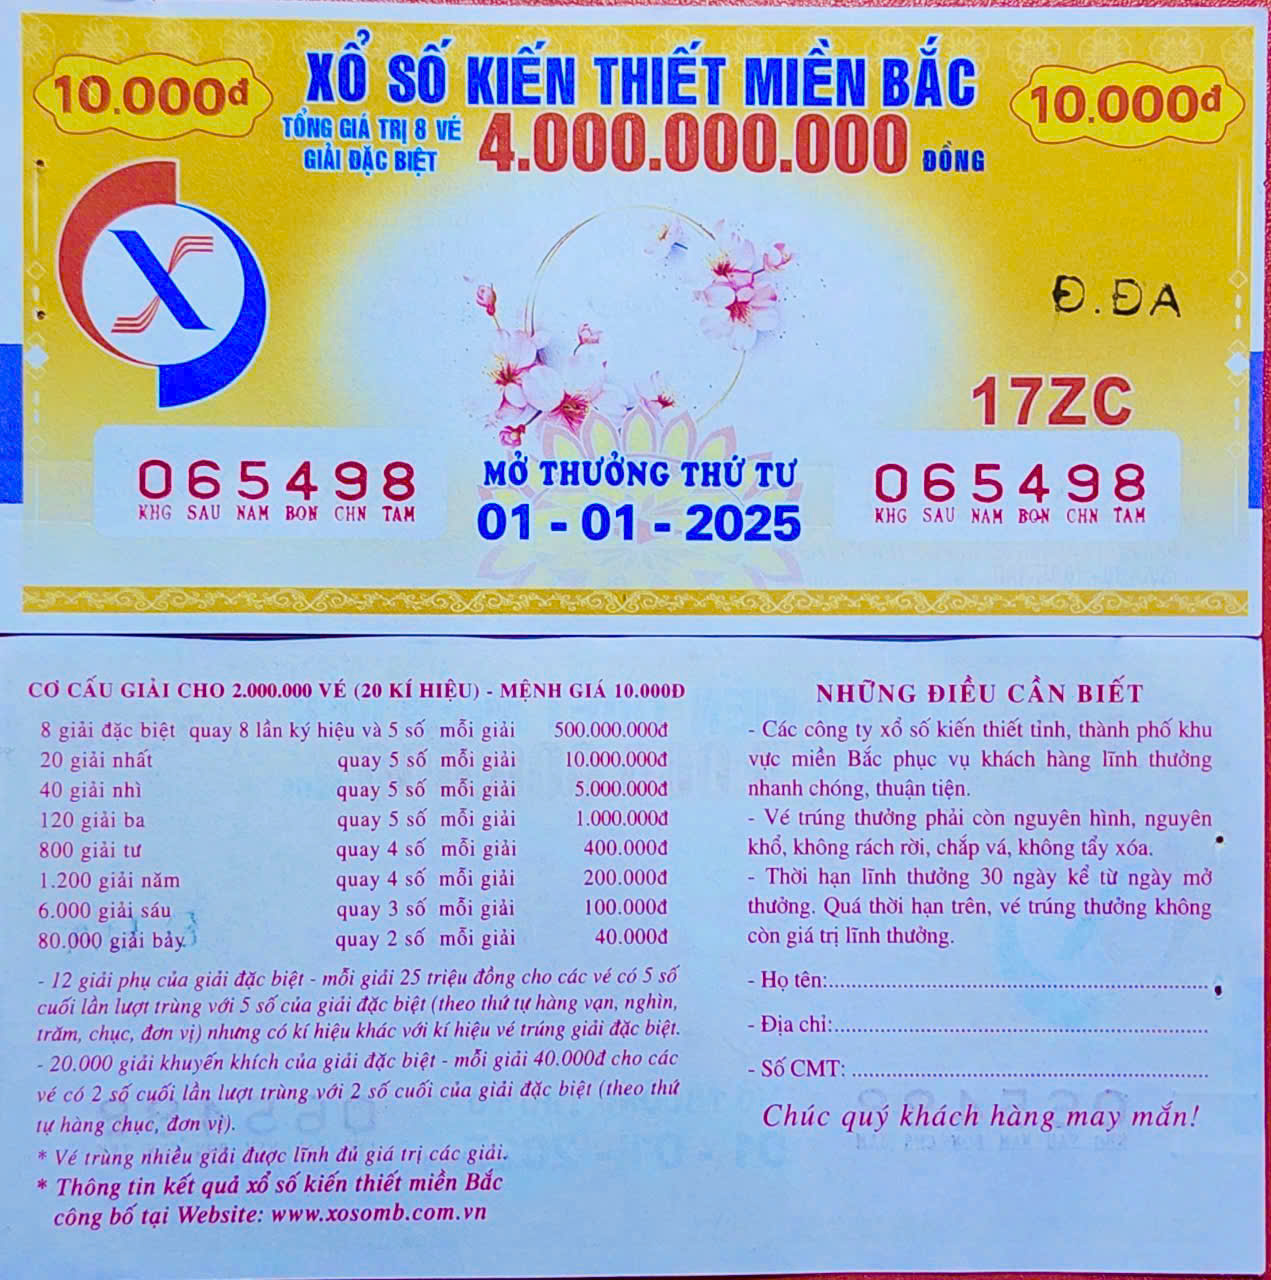 10.000đ
XỔ SỐ KIẾN THIẾT MIỀN BẮC
10.000đ
TỔNG GIÁ TRỊ 8 VÉ
GIẢI ĐẶC BIỆT
4.000.000.000 ĐỒNG
X
Đ.ĐA
17ZC
065498
KHG SAU NAM BON CHN TAM
MỞ THƯỞNG THỨ TƯ
01 - 01 - 2025
065498
KHG SAU NAM BON CHN TAM
CƠ CẤU GIẢI CHO 2.000.000 VÉ (20 KÍ HIỆU) - MỆNH GIÁ 10.000Đ
8 giải đặc biệt quay 8 lần ký hiệu và 5 số mỗi giải 500.000.000đ
20 giải nhất quay 5 số mỗi giải 10.000.000đ
40 giải nhì quay 5 số mỗi giải 5.000.000đ
120 giải ba quay 5 số mỗi giải 1.000.000đ
800 giải tư quay 4 số mỗi giải 400.000đ
1.200 giải năm quay 4 số mỗi giải 200.000đ
6.000 giải sáu quay 3 số mỗi giải 100.000đ
80.000 giải bảy quay 2 số mỗi giải 40.000đ
- 12 giải phụ của giải đặc biệt - mỗi giải 25 triệu đồng cho các vé có 5 số
cuối lần lượt trùng với 5 số của giải đặc biệt (theo thứ tự hàng vạn, nghìn,
trăm, chục, đơn vị) nhưng có kí hiệu khác với kí hiệu vé trúng giải đặc biệt.
- 20.000 giải khuyến khích của giải đặc biệt - mỗi giải 40.000đ cho các
vé có 2 số cuối lần lượt trùng với 2 số cuối của giải đặc biệt (theo thứ
tự hàng chục, đơn vị).
* Vé trùng nhiều giải được lĩnh đủ giá trị các giải.
* Thông tin kết quả xổ số kiến thiết miền Bắc
công bố tại Website: www.xosomb.com.vn
NHỮNG ĐIỀU CẦN BIẾT
- Các công ty xổ số kiến thiết tỉnh, thành phố khu
vực miền Bắc phục vụ khách hàng lĩnh thưởng
nhanh chóng, thuận tiện.
- Vé trúng thưởng phải còn nguyên hình, nguyên
khổ, không rách rời, chắp vá, không tẩy xóa.
- Thời hạn lĩnh thưởng 30 ngày kể từ ngày mở
thưởng. Quá thời hạn trên, vé trúng thưởng không
còn giá trị lĩnh thưởng.
- Họ tên:
- Địa chỉ:
- Số CMT:
Chúc quý khách hàng may mắn!